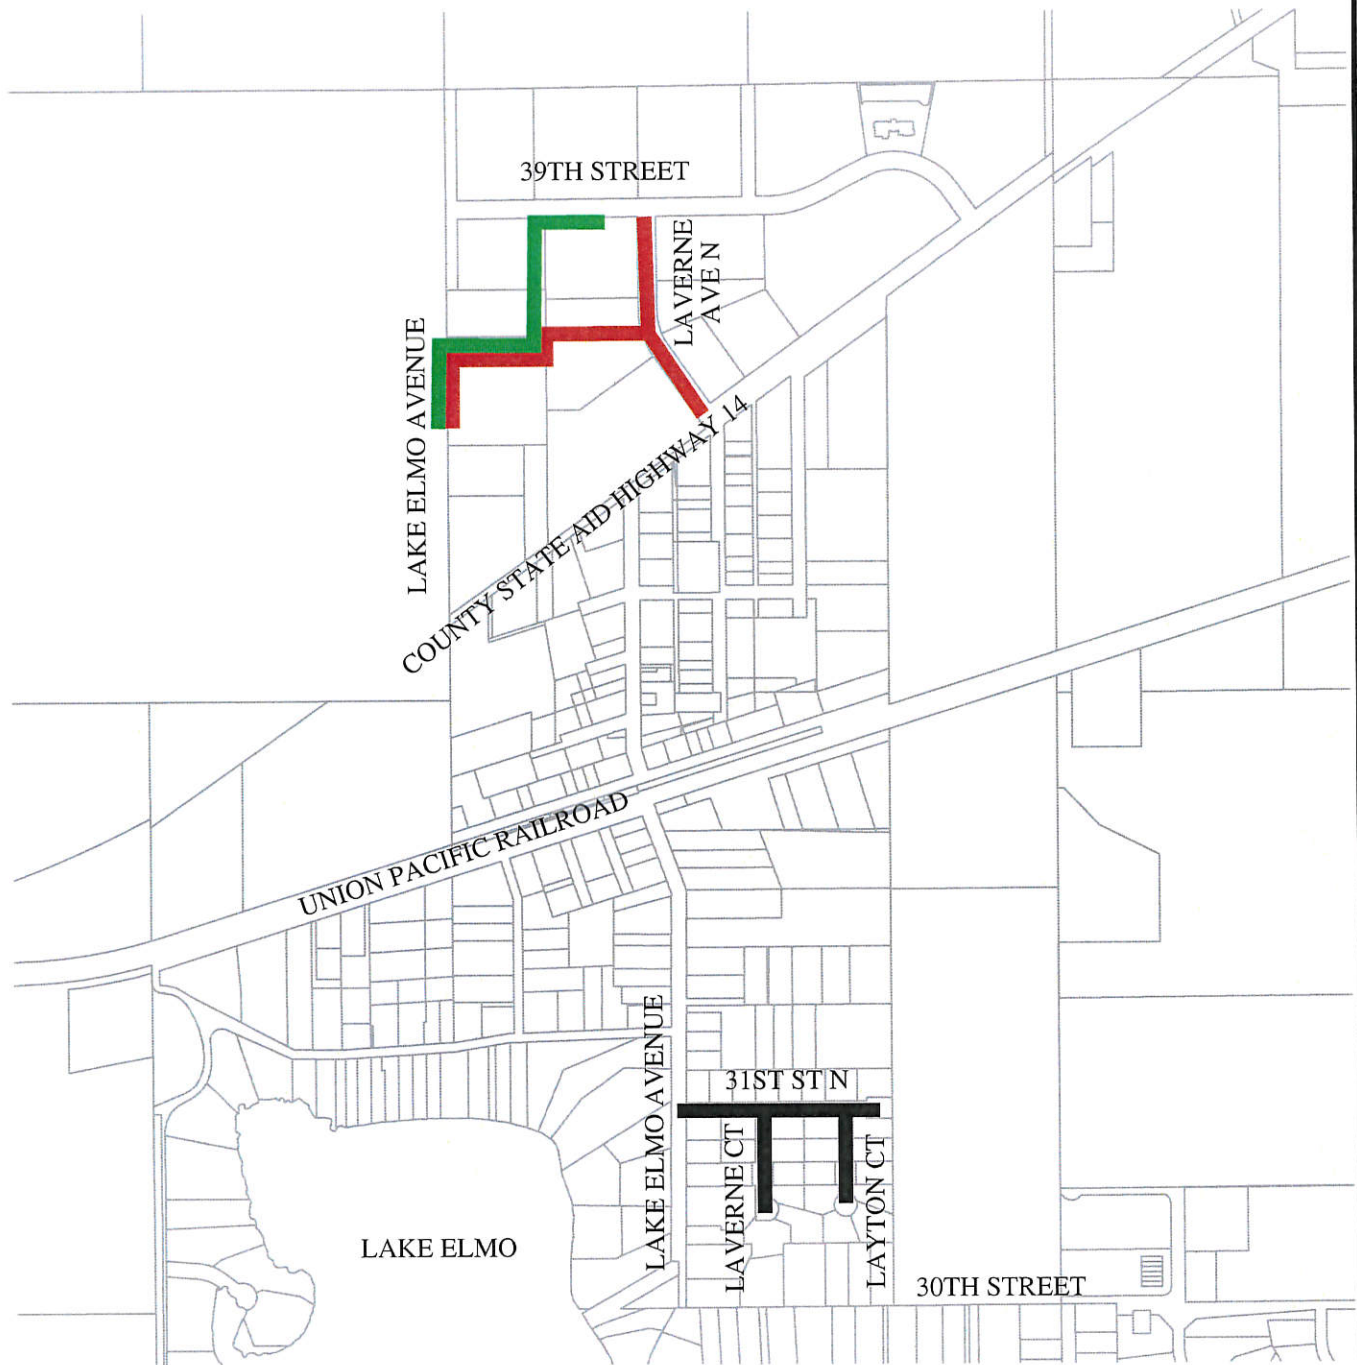 39TH STREET
LAVERNE
AVE N
LAKE ELMO AVENUE
COUNTY STATE AID HIGHWAY 14
UNION PACIFIC RAILROAD
LAKE ELMO AVENUE
31ST ST N
LAVERNE CT
LAYTON CT
LAKE ELMO
30TH STREET